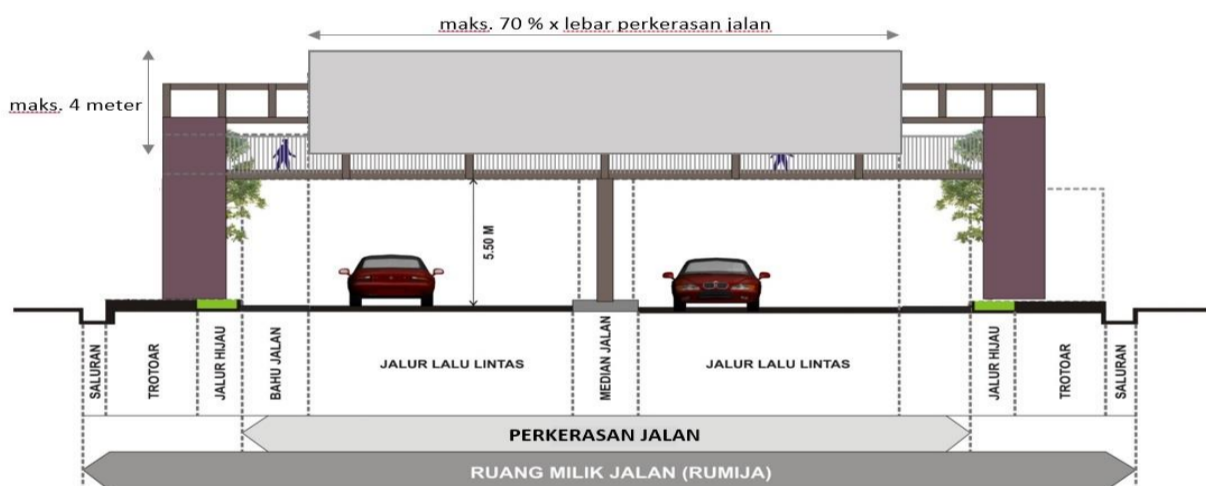 maks. 70 % x lebar perkerasan jalan
maks. 4 meter
5.50 M
SALURAN
TROTOAR
JALUR HIJAU
BAHU JALAN
JALUR LALU LINTAS
MEDIAN JALAN
JALUR LALU LINTAS
JALUR HIJAU
TROTOAR
SALURAN
PERKERASAN JALAN
RUANG MILIK JALAN (RUMIJA)